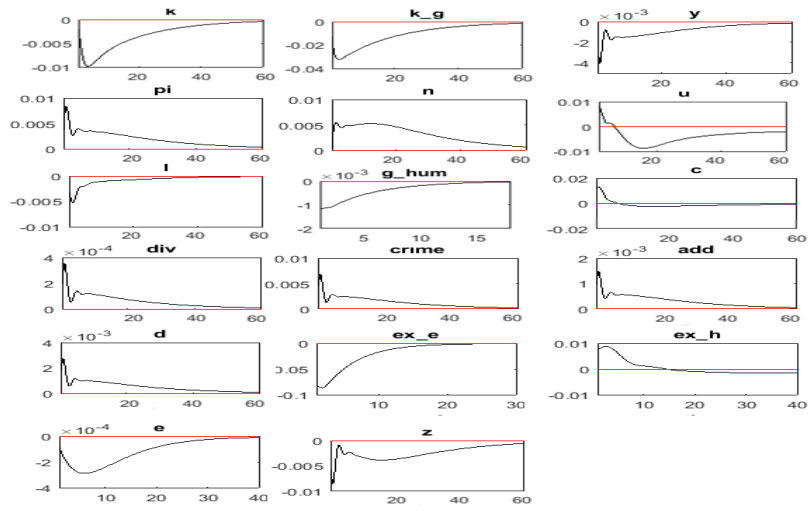 k
0
-0.005
-0.01
20 40 60
k_g
0
-0.02
-0.04
20 40 60
× 10⁻³
y
0
-2
-4
20 40 60
pi
0.01
0.005
0
20 40 60
n
0.01
0.005
0
20 40 60
u
0.01
0
-0.01
20 40 60
l
0
-0.005
-0.01
20 40 60
× 10⁻³
g_hum
0
-1
-2
5 10 15
c
0.02
0
-0.02
20 40 60
× 10⁻⁴
div
4
2
0
20 40 60
crime
0.01
0.005
0
20 40 60
× 10⁻³
add
2
1
0
20 40 60
× 10⁻³
d
4
2
0
20 40 60
ex_e
0
0.05
-0.1
10 20 30
ex_h
0.01
0
-0.01
10 20 30 40
× 10⁻⁴
e
0
-2
-4
10 20 30 40
z
0
-0.005
-0.01
20 40 60